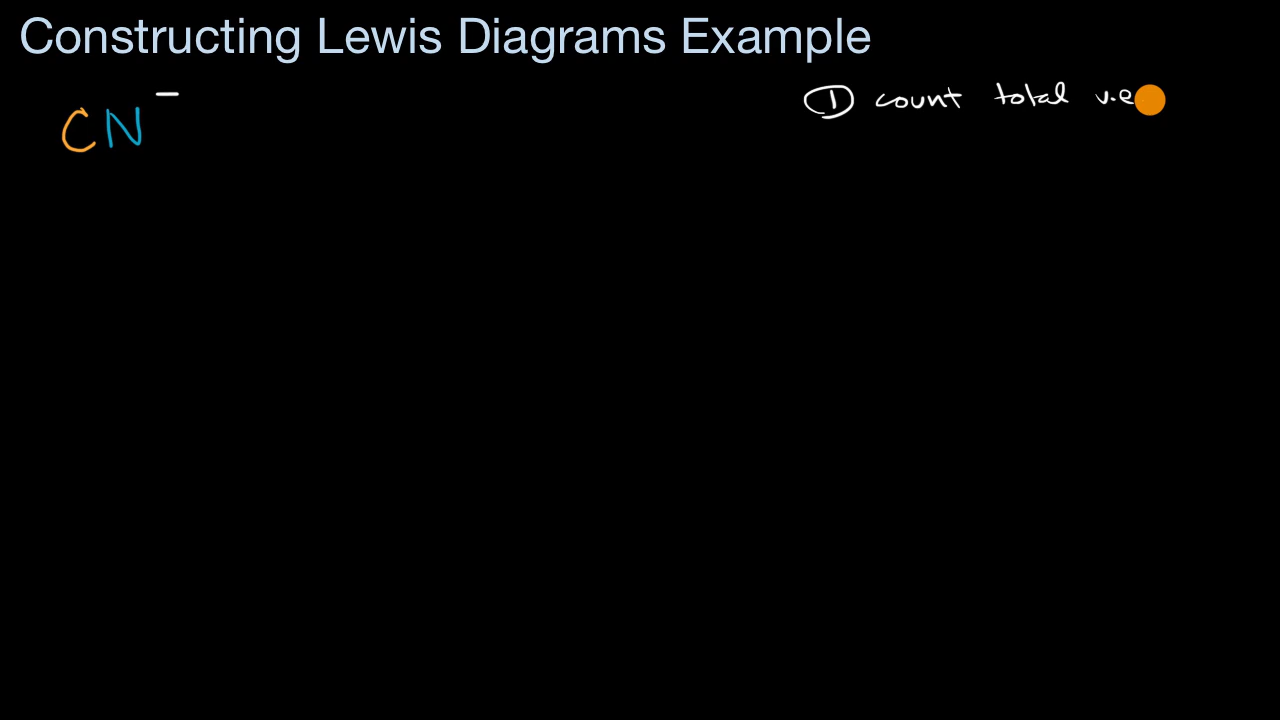 Constructing Lewis Diagrams Example
CN⁻
① count total v.e